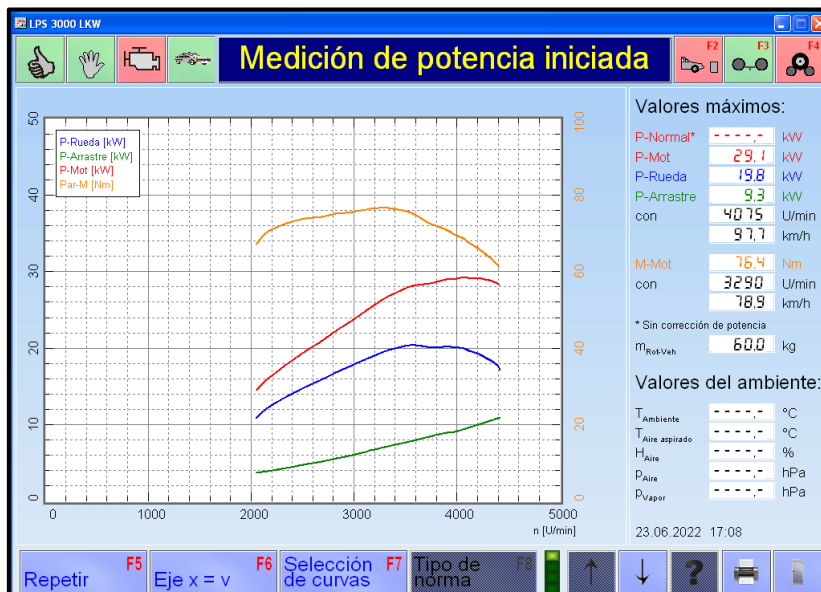 LPS 3000 LKW
Medición de potencia iniciada
F2
F3
F4
50
40
30
20
10
0
P-Rueda [kW]
P-Arrastre [kW]
P-Mot [kW]
Par-M [Nm]
100
80
60
40
20
0
0 1000 2000 3000 4000 5000
n [U/min]
Valores máximos:
P-Normal* ----,- kW
P-Mot 29,1 kW
P-Rueda 19,8 kW
P-Arrastre 9,3 kW
con 4075 U/min
97,7 km/h
M-Mot 76,4 Nm
con 3290 U/min
78,9 km/h
* Sin corrección de potencia
mRot-Veh 60,0 kg
Valores del ambiente:
TAmbiente ----,- °C
TAire aspirado ----,- °C
HAire ----,- %
pAire ----,- hPa
pVapor ----,- hPa
23.06.2022 17:08
Repetir F5
Eje x = v F6
Selección de curvas F7
Tipo de norma F8
?